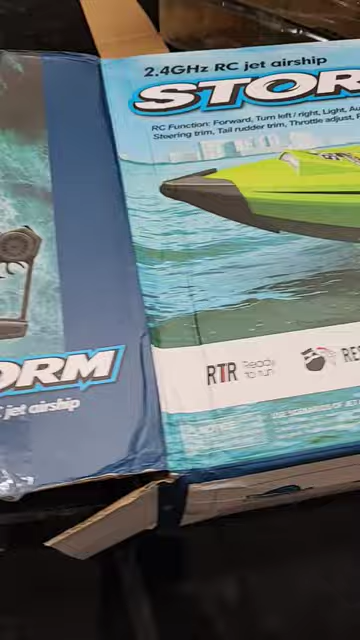 2.4GHz RC jet airship
STOR
RC Function: Forward, Turn left / right, Light, Au
Steering trim, Tail rudder trim, Throttle adjust,
RTR Ready to run
RE
ORM
jet airship